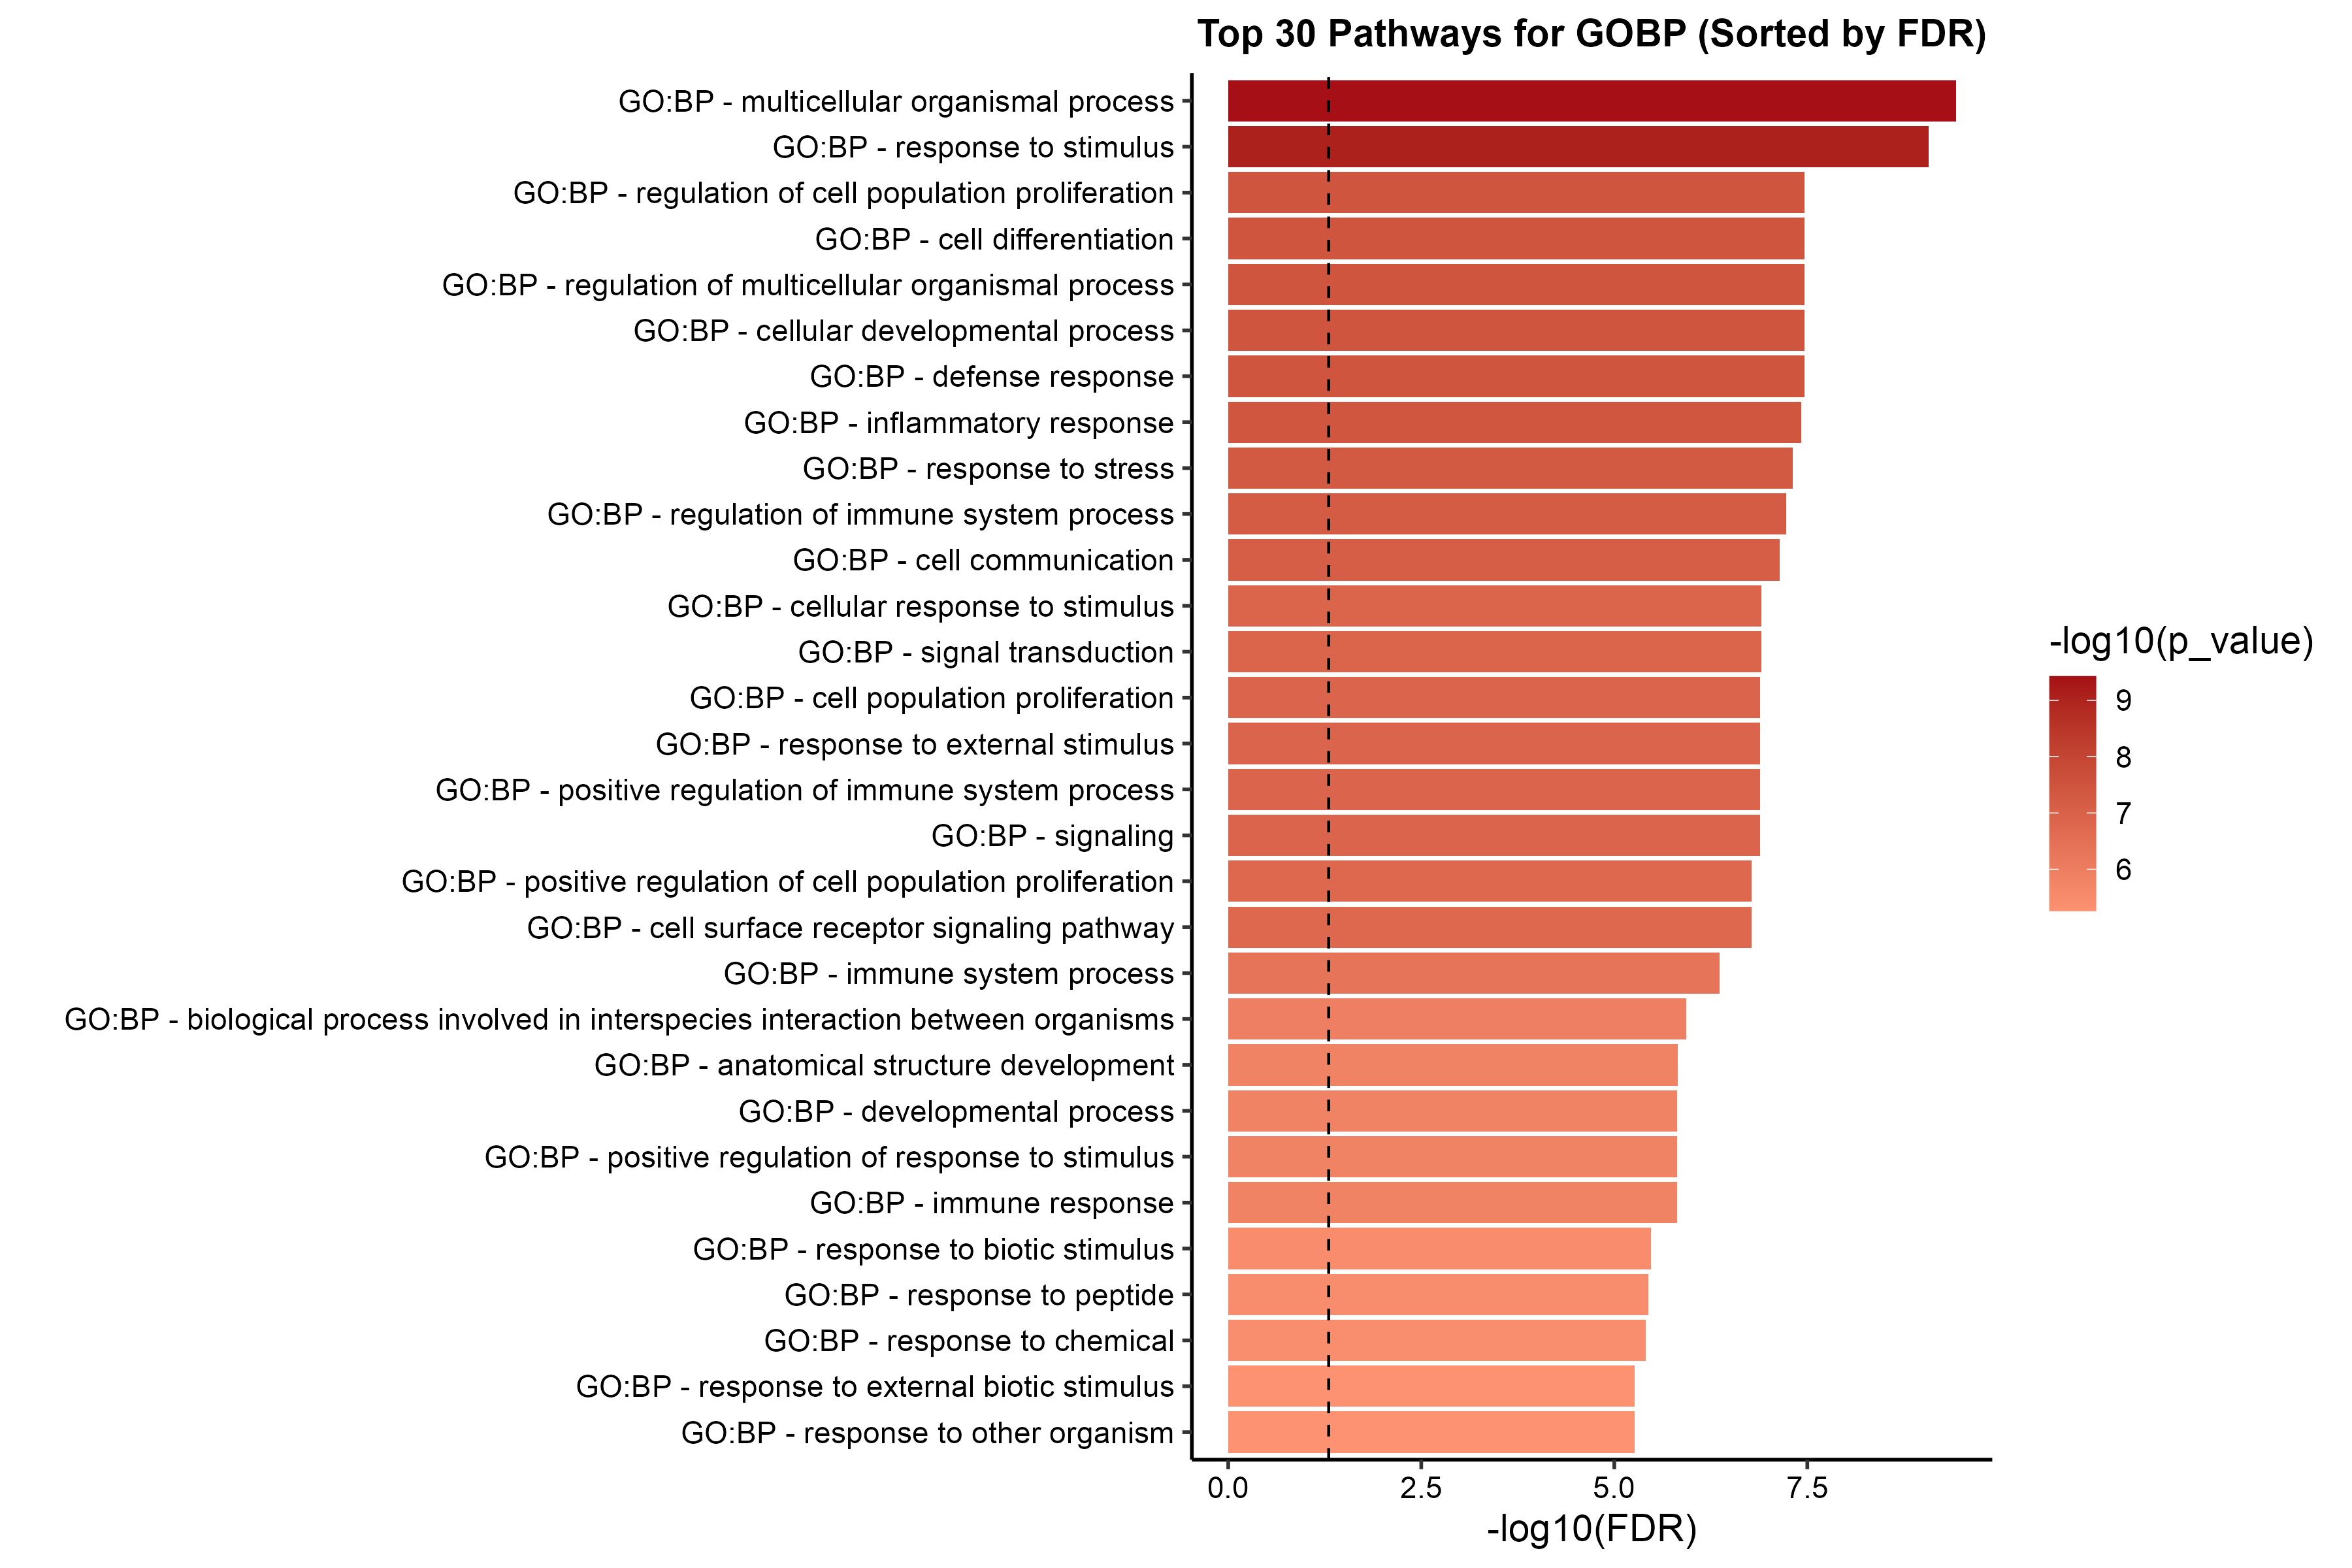 Top 30 Pathways for GOBP (Sorted by FDR)
GO:BP - multicellular organismal process
GO:BP - response to stimulus
GO:BP - regulation of cell population proliferation
GO:BP - cell differentiation
GO:BP - regulation of multicellular organismal process
GO:BP - cellular developmental process
GO:BP - defense response
GO:BP - inflammatory response
GO:BP - response to stress
GO:BP - regulation of immune system process
GO:BP - cell communication
GO:BP - cellular response to stimulus
GO:BP - signal transduction
GO:BP - cell population proliferation
GO:BP - response to external stimulus
GO:BP - positive regulation of immune system process
GO:BP - signaling
GO:BP - positive regulation of cell population proliferation
GO:BP - cell surface receptor signaling pathway
GO:BP - immune system process
GO:BP - biological process involved in interspecies interaction between organisms
GO:BP - anatomical structure development
GO:BP - developmental process
GO:BP - positive regulation of response to stimulus
GO:BP - immune response
GO:BP - response to biotic stimulus
GO:BP - response to peptide
GO:BP - response to chemical
GO:BP - response to external biotic stimulus
GO:BP - response to other organism
0.0 2.5 5.0 7.5
-log10(FDR)
-log10(p_value)
9
8
7
6